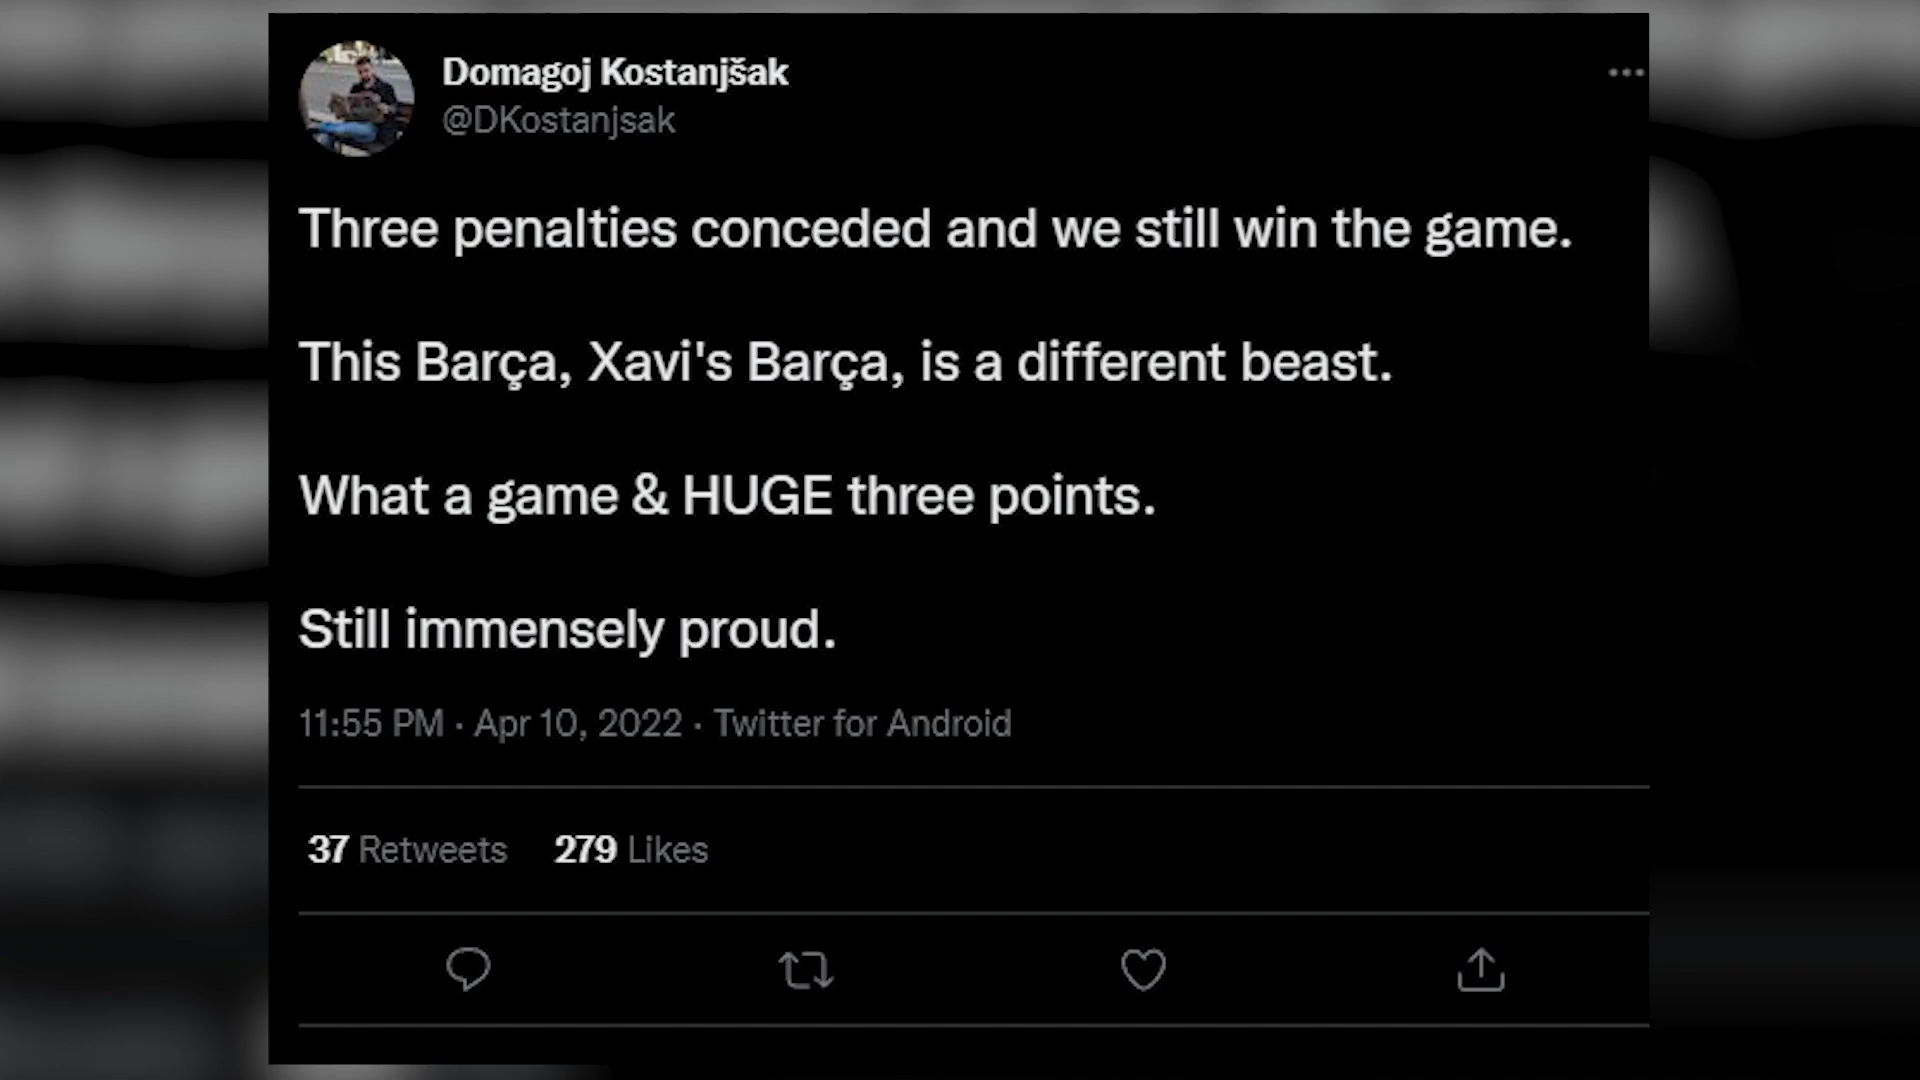 Domagoj Kostanjšak
@DKostanjsak
Three penalties conceded and we still win the game.
This Barça, Xavi's Barça, is a different beast.
What a game & HUGE three points.
Still immensely proud.
11:55 PM · Apr 10, 2022 · Twitter for Android
37 Retweets 279 Likes